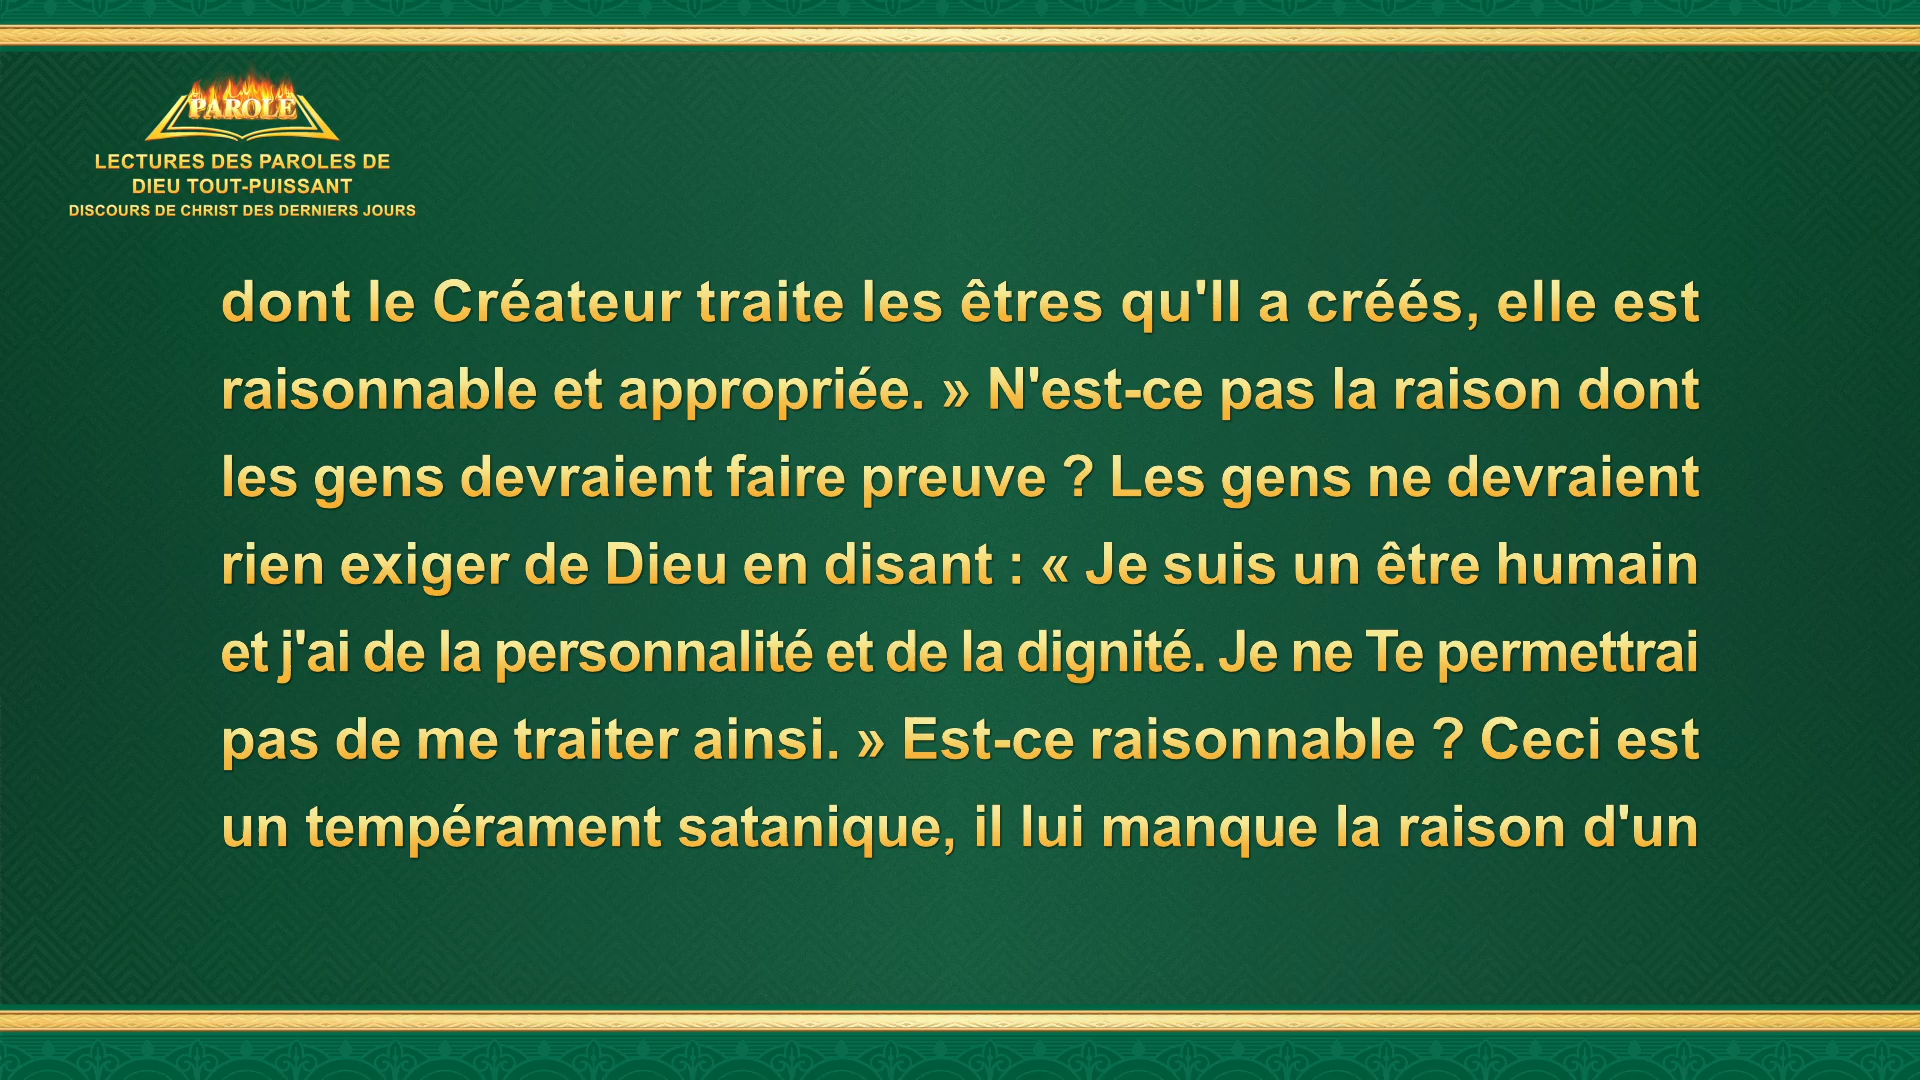 PAROLE
LECTURES DES PAROLES DE
DIEU TOUT-PUISSANT
DISCOURS DE CHRIST DES DERNIERS JOURS
dont le Créateur traite les êtres qu'Il a créés, elle est
raisonnable et appropriée. » N'est-ce pas la raison dont
les gens devraient faire preuve ? Les gens ne devraient
rien exiger de Dieu en disant : « Je suis un être humain
et j'ai de la personnalité et de la dignité. Je ne Te permettrai
pas de me traiter ainsi. » Est-ce raisonnable ? Ceci est
un tempérament satanique, il lui manque la raison d'un